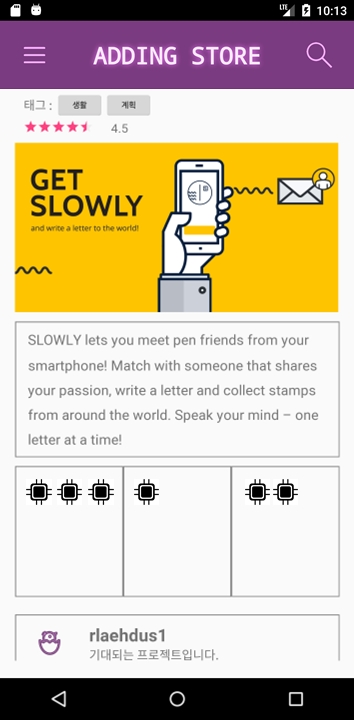 LTE 10:13
ADDING STORE
태그 : 생활 계획
4.5
GET
SLOWLY
and write a letter to the world!
SLOWLY lets you meet pen friends from your
smartphone! Match with someone that shares
your passion, write a letter and collect stamps
from around the world. Speak your mind – one
letter at a time!
rlaehdus1
기대되는 프로젝트입니다.